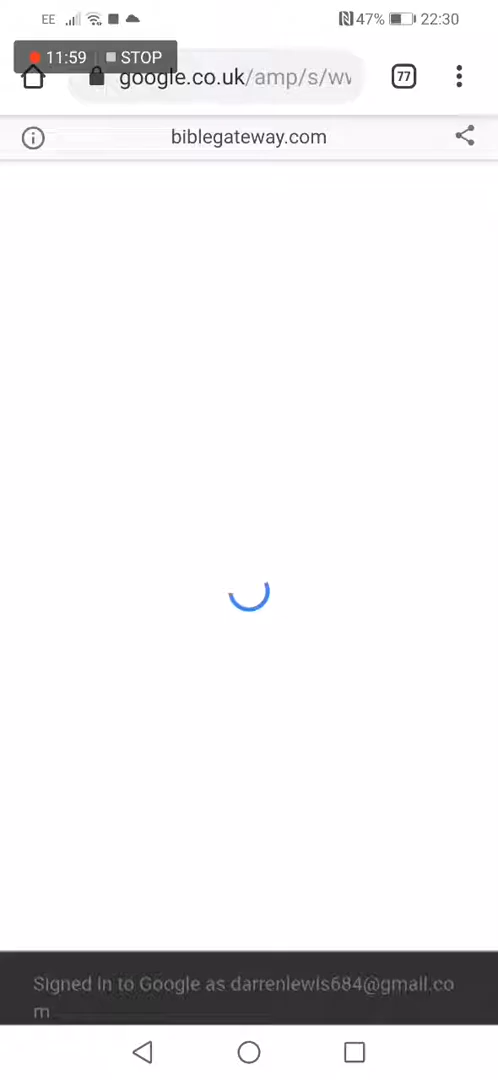 EE 47% 22:30
11:59 STOP
google.co.uk/amp/s/wv 77
biblegateway.com
Signed in to Google as darrenlewis684@gmail.co
m